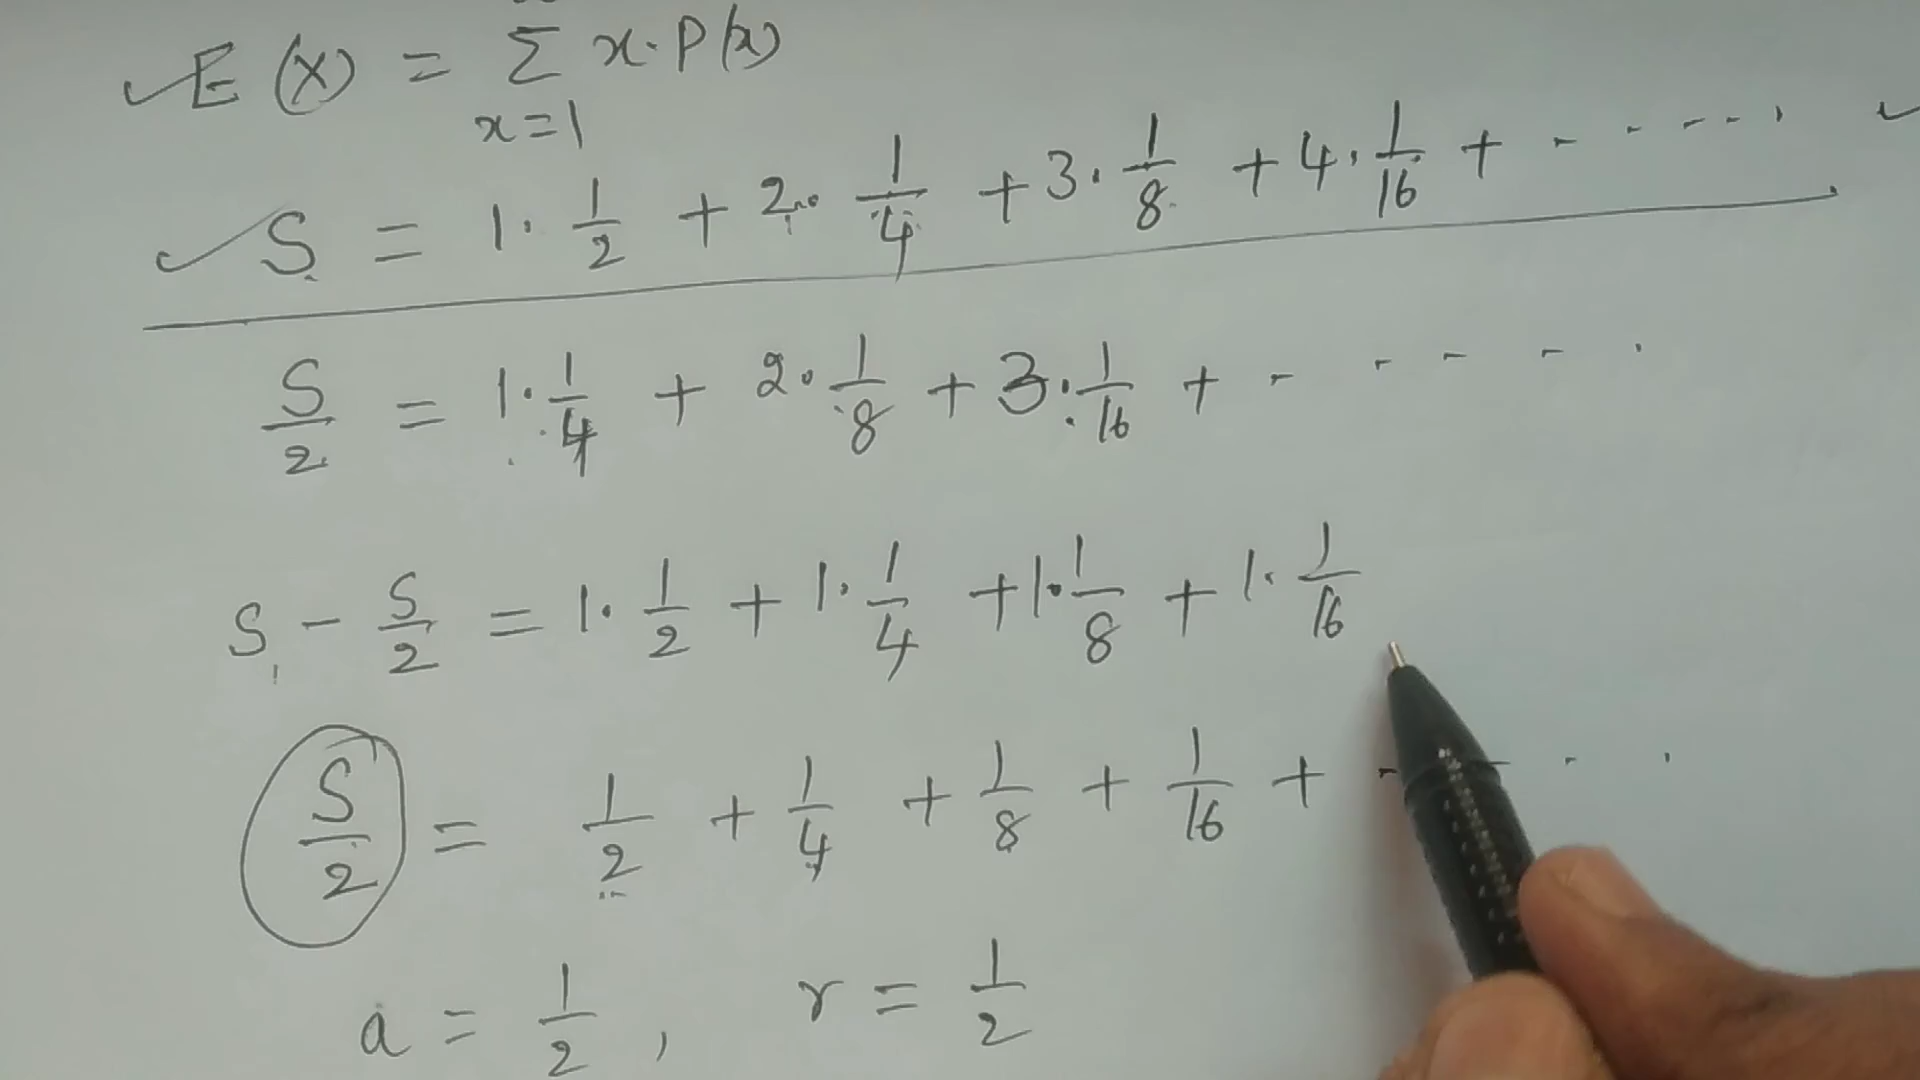 E(X) = Σ x·P(x)
x=1
S = 1·1/2 + 2·1/4 + 3·1/8 + 4·1/16 + - - - - - ·
S/2 = 1·1/4 + 2·1/8 + 3·1/16 + - - - - ·
S - S/2 = 1·1/2 + 1·1/4 + 1·1/8 + 1·1/16
S/2 = 1/2 + 1/4 + 1/8 + 1/16 + - - - ·
a = 1/2 , r = 1/2